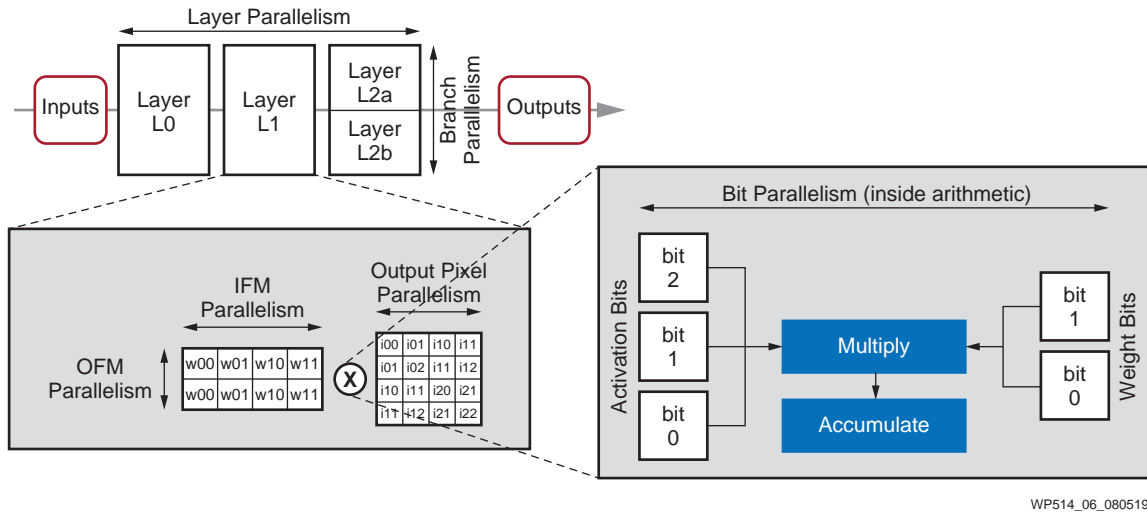 Layer Parallelism
Inputs
Layer
L0
Layer
L1
Layer
L2a
Layer
L2b
Branch
Parallelism
Outputs
IFM
Parallelism
Output Pixel
Parallelism
OFM
Parallelism
w00 w01 w10 w11
w00 w01 w10 w11
X
i00 i01 i10 i11
i01 i02 i11 i12
i10 i11 i20 i21
i11 i12 i21 i22
Bit Parallelism (inside arithmetic)
Activation Bits
bit
2
bit
1
bit
0
Multiply
Accumulate
bit
1
bit
0
Weight Bits
WP514_06_080519